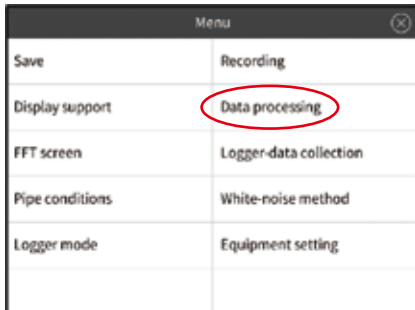 Menu
Save
Recording
Display support
Data processing
FFT screen
Logger-data collection
Pipe conditions
White-noise method
Logger mode
Equipment setting